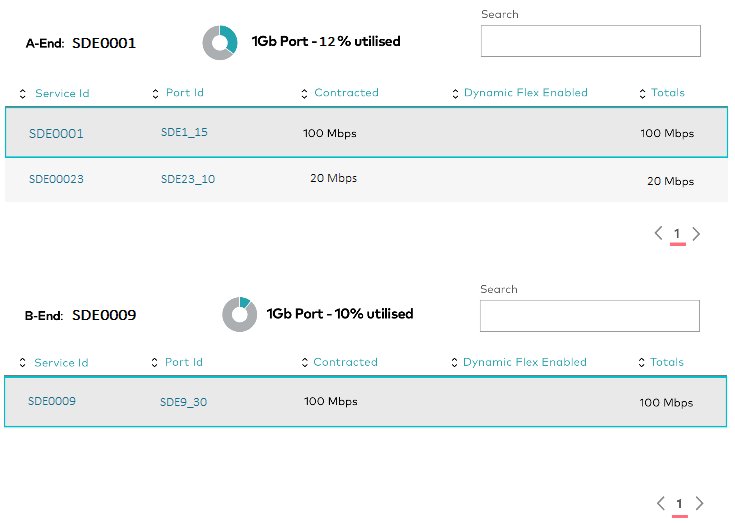 Search
A-End: SDE0001 1Gb Port - 12% utilised
Service Id Port Id Contracted Dynamic Flex Enabled Totals
SDE0001 SDE1_15 100 Mbps 100 Mbps
SDE00023 SDE23_10 20 Mbps 20 Mbps
1
Search
B-End: SDE0009 1Gb Port - 10% utilised
Service Id Port Id Contracted Dynamic Flex Enabled Totals
SDE0009 SDE9_30 100 Mbps 100 Mbps
1